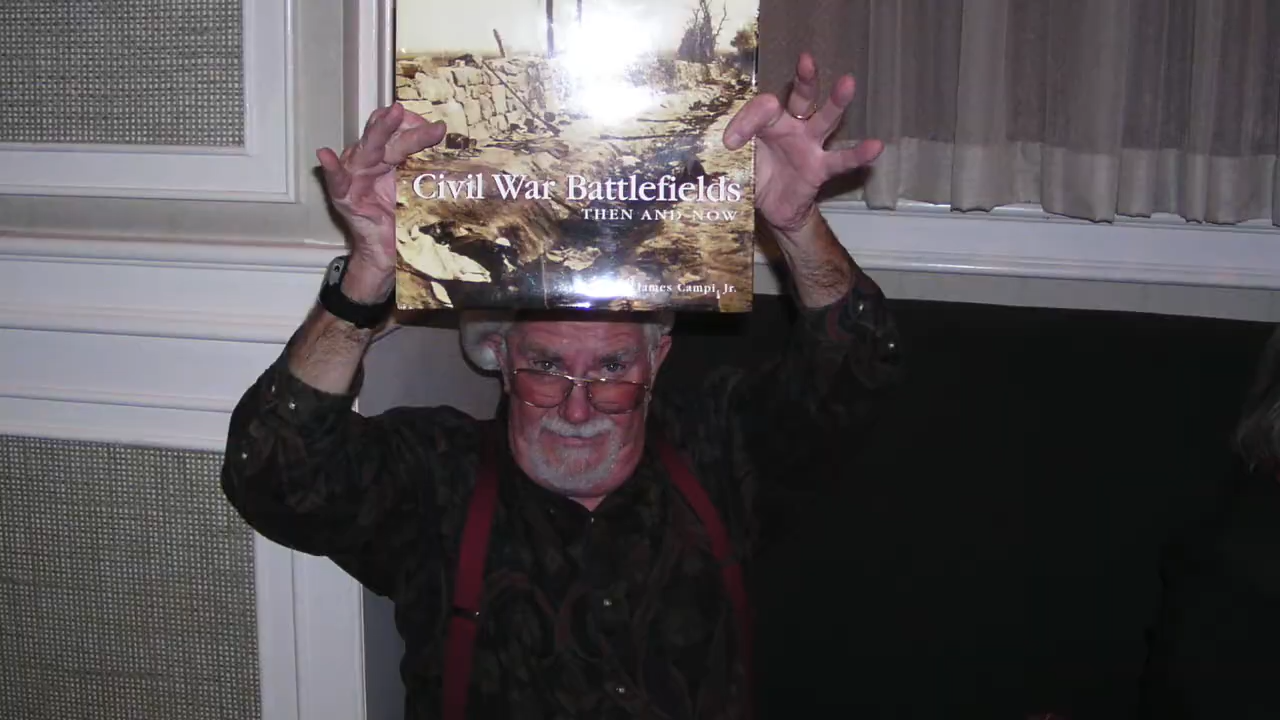 Civil War Battlefields
THEN AND NOW
James Campi, Jr.